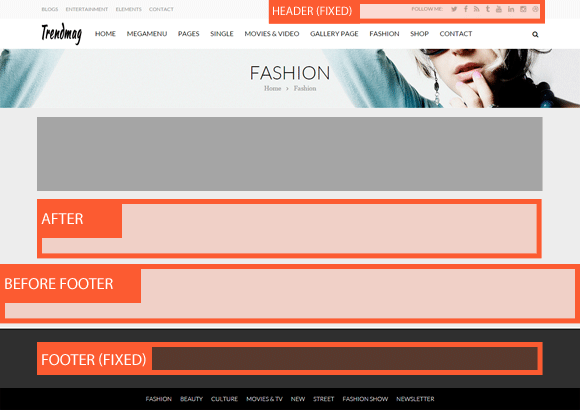 BLOGS ENTERTAINMENT ELEMENTS CONTACT
HEADER (FIXED)
FOLLOW ME:
Trendmag
HOME MEGAMENU PAGES SINGLE MOVIES & VIDEO GALLERY PAGE FASHION SHOP CONTACT
FASHION
Home > Fashion
AFTER
BEFORE FOOTER
FOOTER (FIXED)
FASHION BEAUTY CULTURE MOVIES & TV NEW STREET FASHION SHOW NEWSLETTER